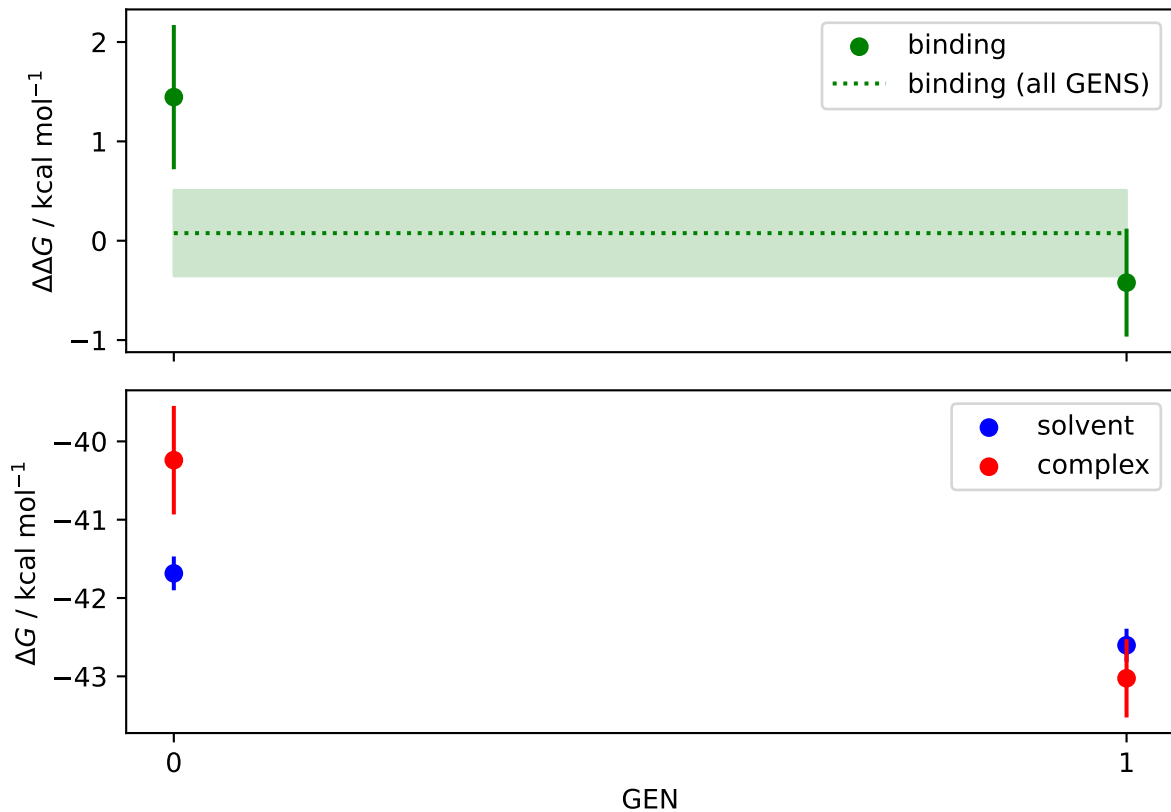 2
1
0
−1
ΔΔG / kcal mol⁻¹
binding
binding (all GENS)
−40
−41
−42
−43
ΔG / kcal mol⁻¹
solvent
complex
0
1
GEN